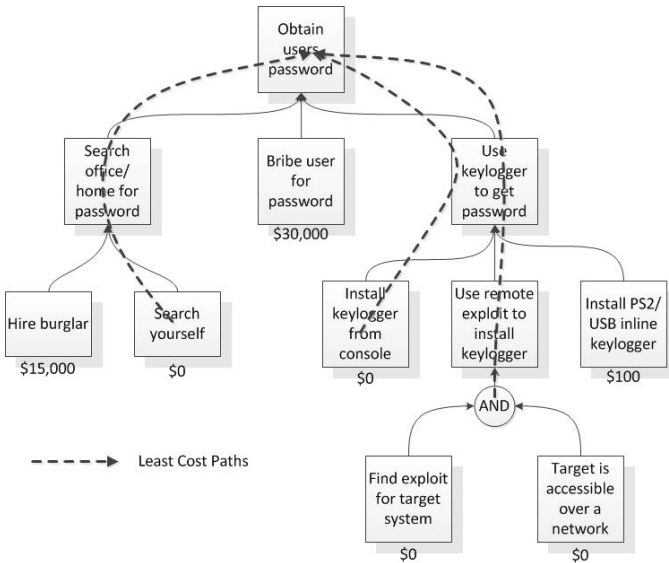 Obtain
users
password
Search
office/
home for
password
Bribe user
for
password
$30,000
Use
keylogger
to get
password
Hire burglar
$15,000
Search
yourself
$0
Install
keylogger
from
console
$0
Use remote
exploit to
install
keylogger
Install PS2/
USB inline
keylogger
$100
AND
Least Cost Paths
Find exploit
for target
system
$0
Target is
accessible
over a
network
$0